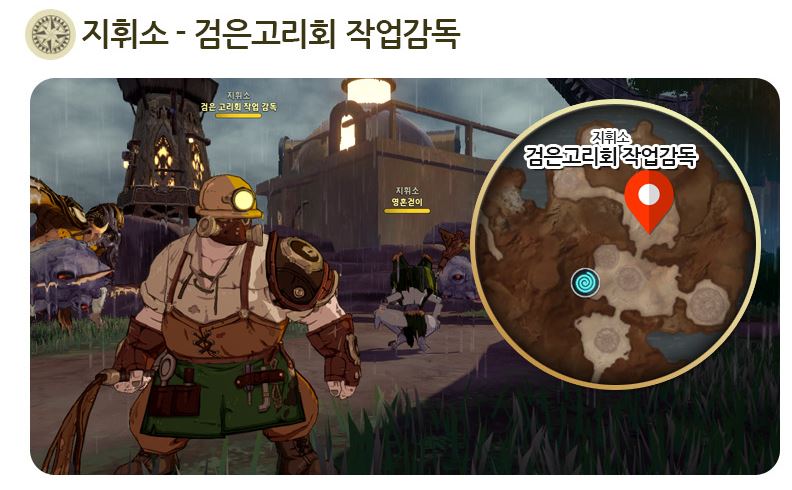 지휘소 - 검은고리회 작업감독
지휘소
검은 고리회 작업 감독
지휘소
영혼걷이
지휘소
검은고리회 작업감독